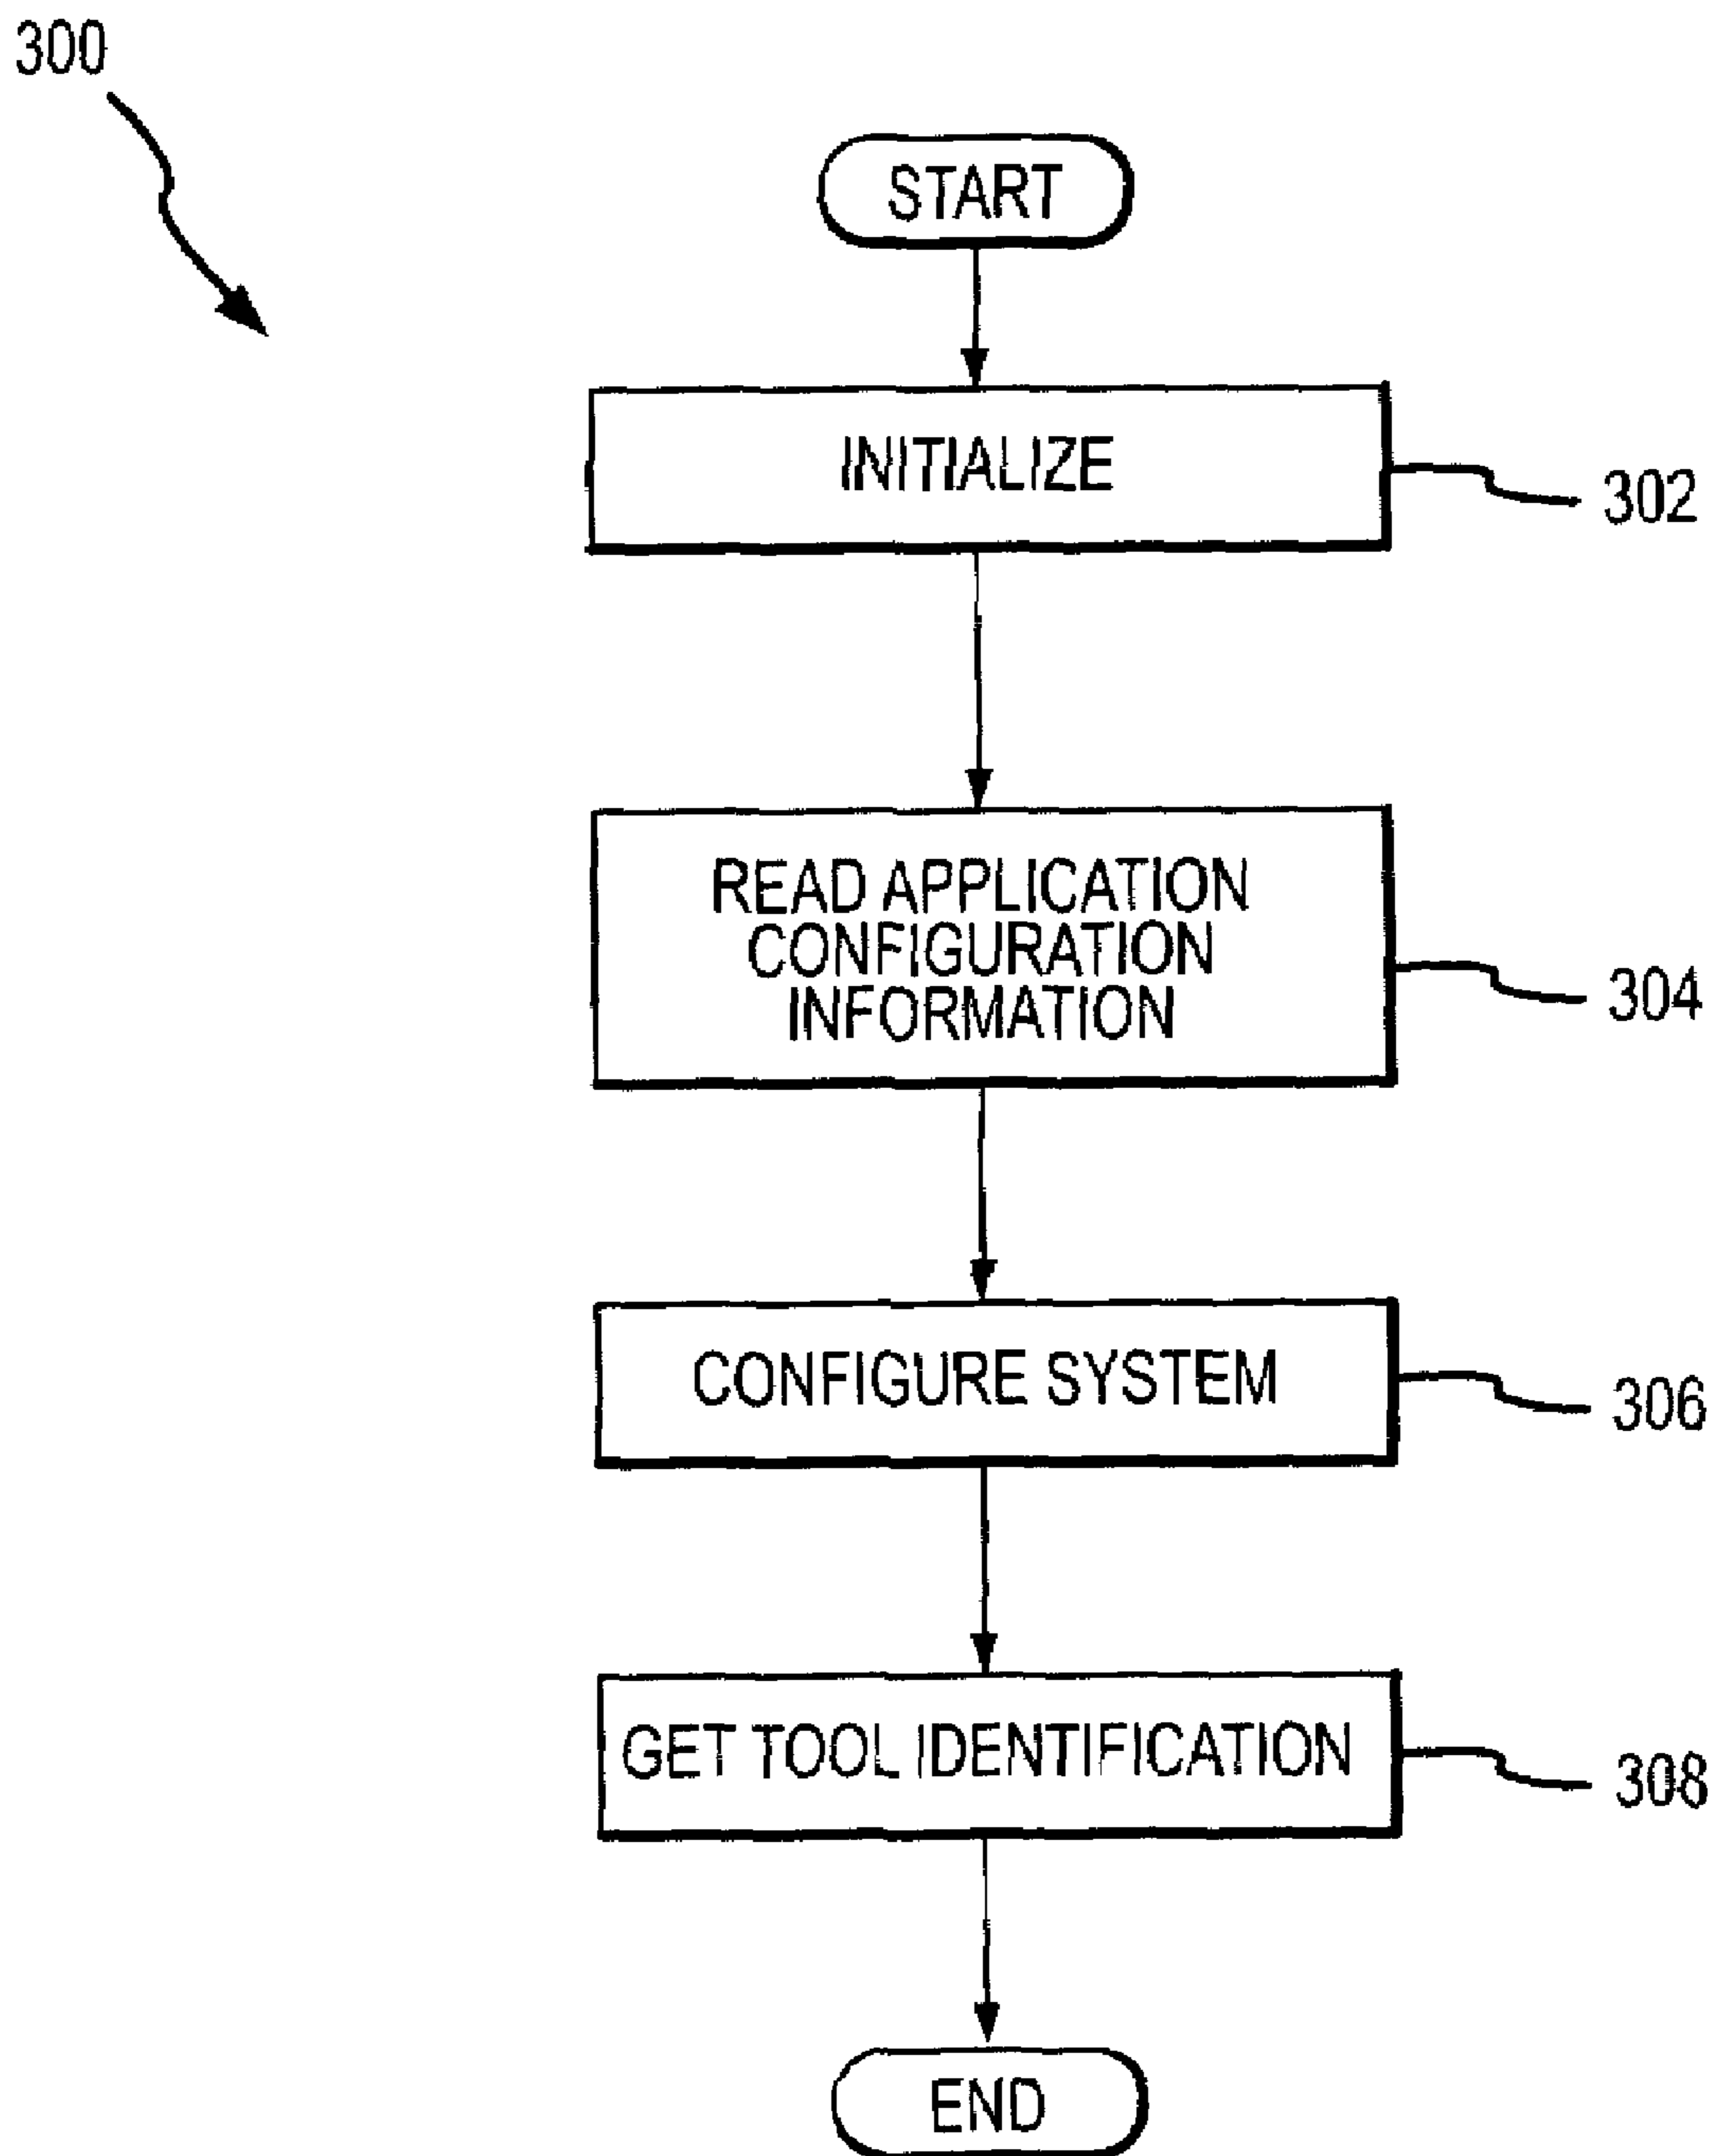 300
START
INITIALIZE
302
READ APPLICATION
CONFIGURATION
INFORMATION
304
CONFIGURE SYSTEM
306
GET TOOL IDENTIFICATION
308
END